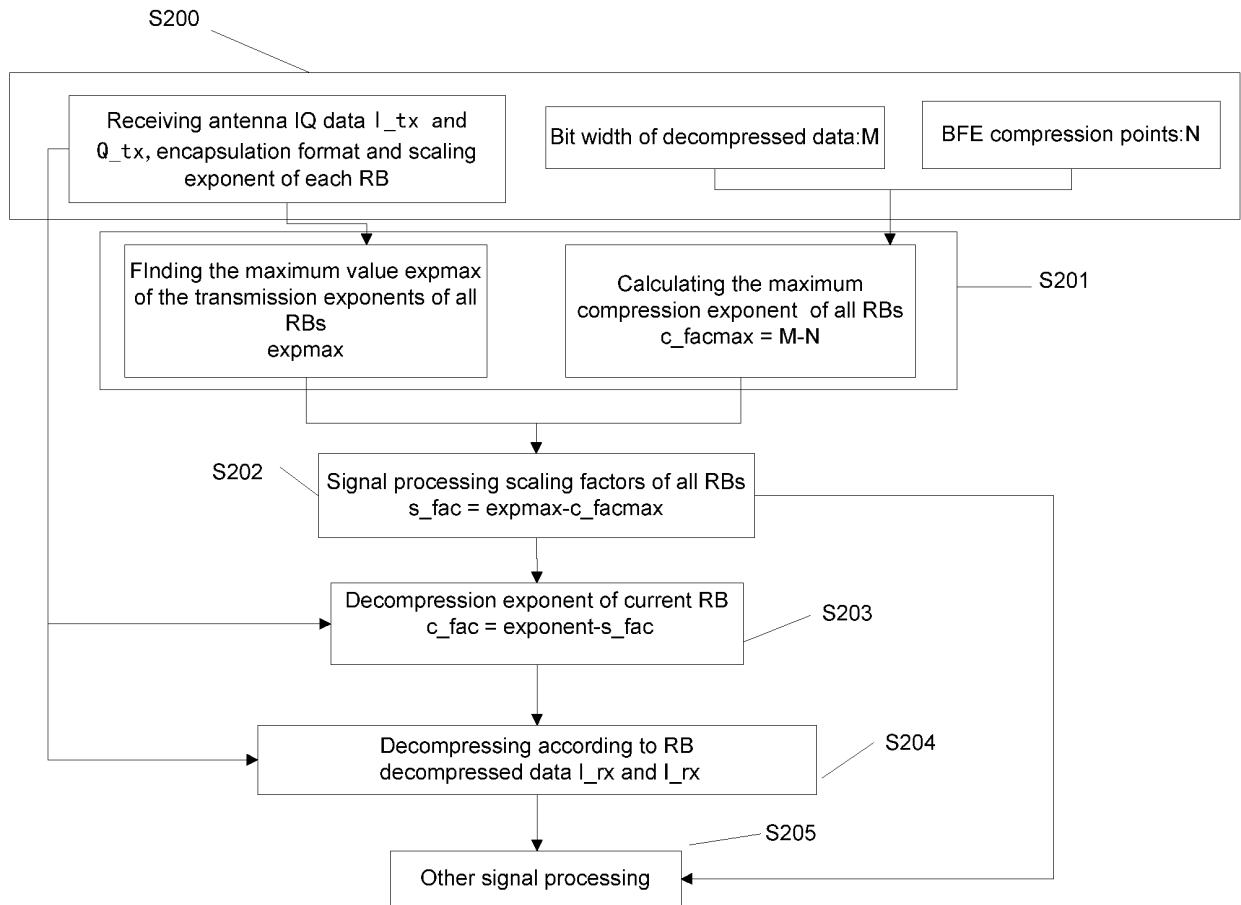 S200
Receiving antenna IQ data I_tx and
Q_tx, encapsulation format and scaling
exponent of each RB
Bit width of decompressed data:M
BFE compression points:N
FInding the maximum value expmax
of the transmission exponents of all
RBs
expmax
Calculating the maximum
compression exponent of all RBs
c_facmax = M-N
S201
S202
Signal processing scaling factors of all RBs
s_fac = expmax-c_facmax
Decompression exponent of current RB
c_fac = exponent-s_fac
S203
Decompressing according to RB
decompressed data I_rx and I_rx
S204
S205
Other signal processing